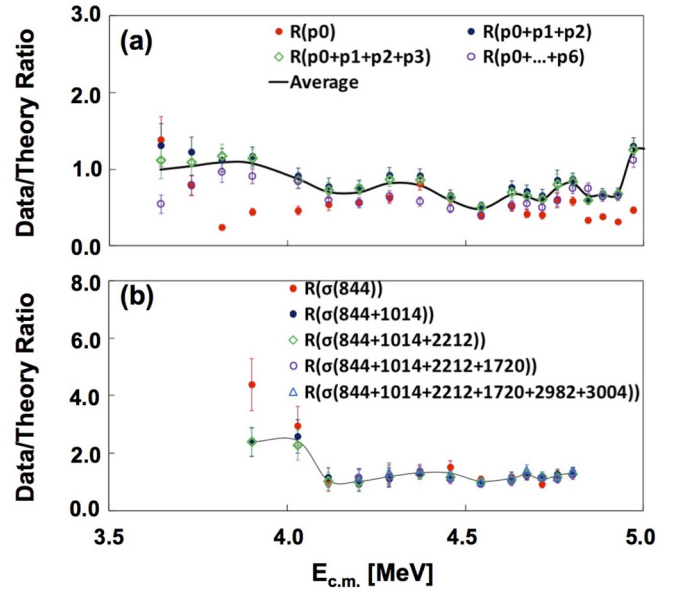 3.0
(a)
R(p0)
R(p0+p1+p2)
R(p0+p1+p2+p3)
R(p0+...+p6)
Average
2.0
1.0
0.0
Data/Theory Ratio
8.0
(b)
R(σ(844))
R(σ(844+1014))
R(σ(844+1014+2212))
R(σ(844+1014+2212+1720))
R(σ(844+1014+2212+1720+2982+3004))
6.0
4.0
2.0
0.0
Data/Theory Ratio
3.5 4.0 4.5 5.0
E_c.m. [MeV]